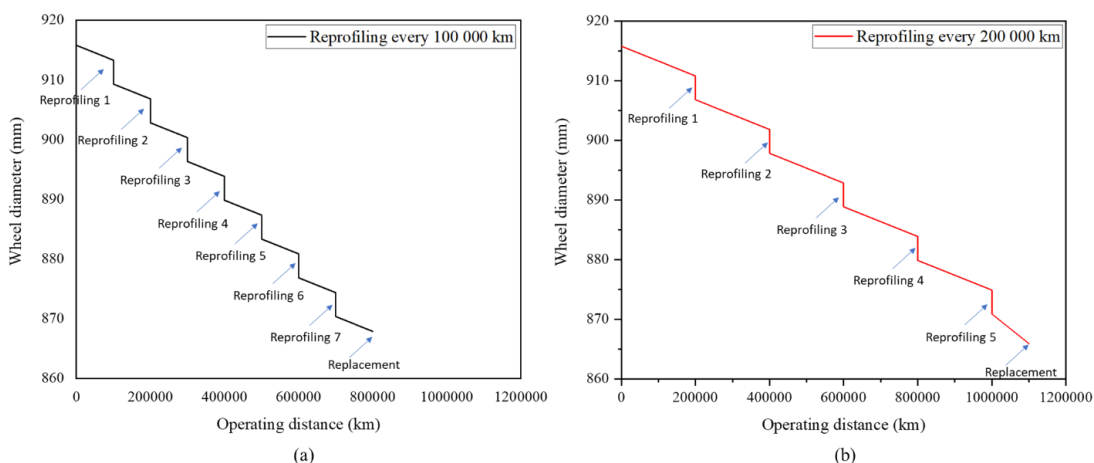 Reprofiling every 100 000 km
920
910
900
890
880
870
860
Wheel diameter (mm)
Reprofiling 1
Reprofiling 2
Reprofiling 3
Reprofiling 4
Reprofiling 5
Reprofiling 6
Reprofiling 7
Replacement
0 200000 400000 600000 800000 1000000 1200000
Operating distance (km)
(a)
Reprofiling every 200 000 km
920
910
900
890
880
870
860
Wheel diameter (mm)
Reprofiling 1
Reprofiling 2
Reprofiling 3
Reprofiling 4
Reprofiling 5
Replacement
0 200000 400000 600000 800000 1000000 1200000
Operating distance (km)
(b)